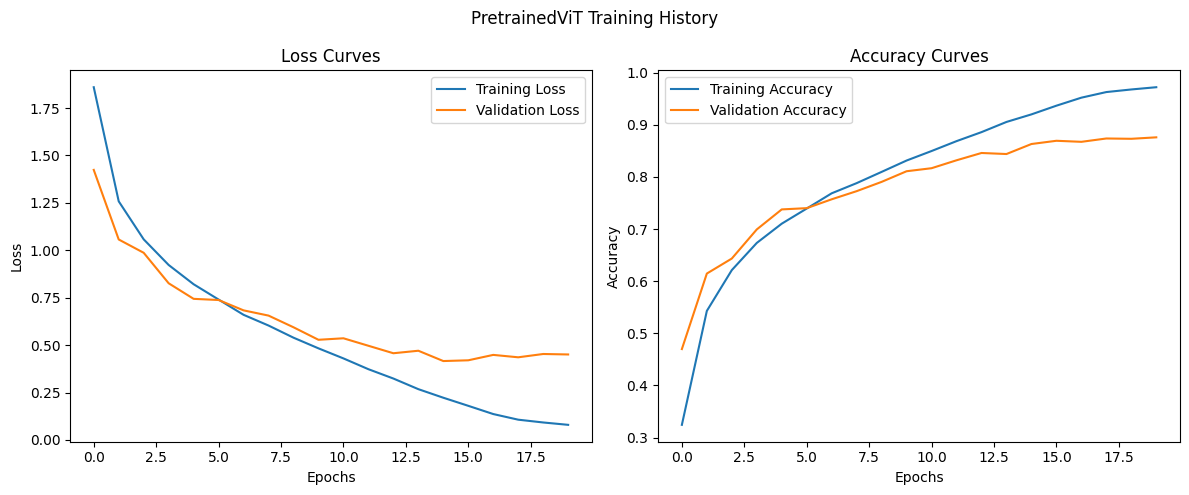 PretrainedViT Training History
Loss Curves
Training Loss
Validation Loss
1.75
1.50
1.25
1.00
0.75
0.50
0.25
0.00
Loss
0.0 2.5 5.0 7.5 10.0 12.5 15.0 17.5
Epochs
Accuracy Curves
Training Accuracy
Validation Accuracy
1.0
0.9
0.8
0.7
0.6
0.5
0.4
0.3
Accuracy
0.0 2.5 5.0 7.5 10.0 12.5 15.0 17.5
Epochs